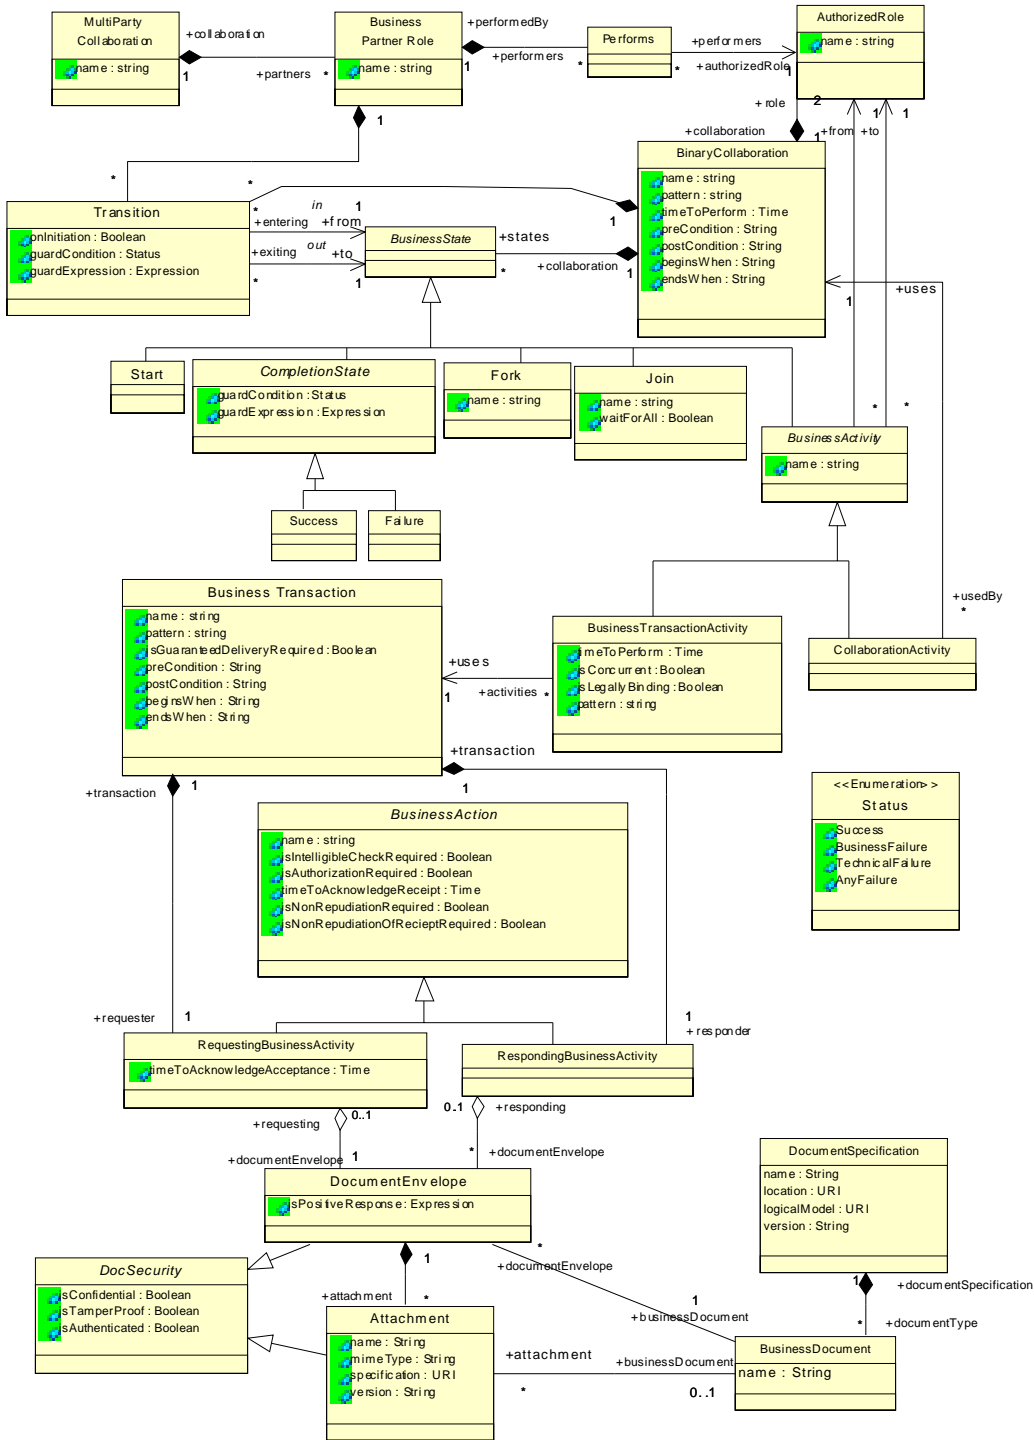 MultiParty
Collaboration
name : string
+collaboration
1
+partners
*
Business
Partner Role
name : string
+performedBy
1
+performers
*
Performs
+performers
*
+authorizedRole
1
AuthorizedRole
name : string
1
+ role
2
+collaboration
1
+from
+to
1
1
*
*
BinaryCollaboration
name : string
pattern : string
timeToPerform : Time
preCondition : String
postCondition : String
beginsWhen : String
endsWhen : String
1
1
+uses
1
Transition
onInitiation : Boolean
guardCondition : Status
guardExpression : Expression
*
in
1
+entering
+from
out
+exiting
+to
*
1
BusinessState
+states
*
+collaboration
1
Start
CompletionState
guardCondition : Status
guardExpression : Expression
Fork
name : string
Join
name : string
waitForAll : Boolean
*
*
BusinessActivity
name : string
Success
Failure
Business Transaction
name : string
pattern : string
isGuaranteedDeliveryRequired : Boolean
preCondition : String
postCondition : String
beginsWhen : String
endsWhen : String
+uses
1
+activities
*
BusinessTransactionActivity
timeToPerform : Time
isConcurrent : Boolean
isLegallyBinding : Boolean
pattern : string
+usedBy
*
CollaborationActivity
+transaction
1
+transaction
1
BusinessAction
name : string
isIntelligibleCheckRequired : Boolean
isAuthorizationRequired : Boolean
timeToAcknowledgeReceipt : Time
isNonRepudiationRequired : Boolean
isNonRepudiationOfRecieptRequired : Boolean
<<Enumeration>>
Status
Success
BusinessFailure
TechnicalFailure
AnyFailure
+requester
1
1
+ responder
RequestingBusinessActivity
timeToAcknowledgeAcceptance : Time
RespondingBusinessActivity
+requesting
0..1
0..1
+responding
+documentEnvelope
1
*
+documentEnvelope
DocumentEnvelope
isPositiveResponse : Expression
DocumentSpecification
name : String
location : URI
logicalModel : URI
version : String
DocSecurity
isConfidential : Boolean
isTamperProof : Boolean
isAuthenticated : Boolean
1
+attachment
*
*
+documentEnvelope
1
+businessDocument
1
+documentSpecification
*
+documentType
Attachment
name : String
mimeType : String
specification : URI
version : String
+attachment
*
+businessDocument
0..1
BusinessDocument
name : String